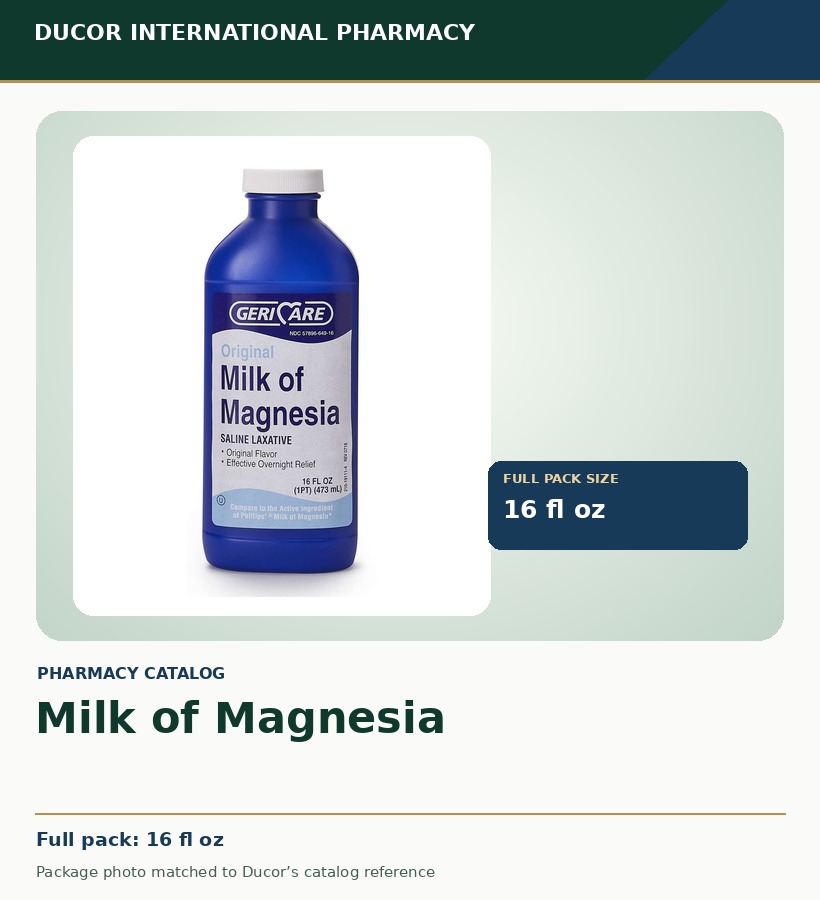 DUCOR INTERNATIONAL PHARMACY
GERICARE
NDC 57896-649-16
Original
Milk of
Magnesia
SALINE LAXATIVE
• Original Flavor
• Effective Overnight Relief
16 FL OZ
(1PT) (473 mL)
U
Compare to the Active Ingredient
of Phillips'® Milk of Magnesia*
FULL PACK SIZE
16 fl oz
PHARMACY CATALOG
Milk of Magnesia
Full pack: 16 fl oz
Package photo matched to Ducor’s catalog reference